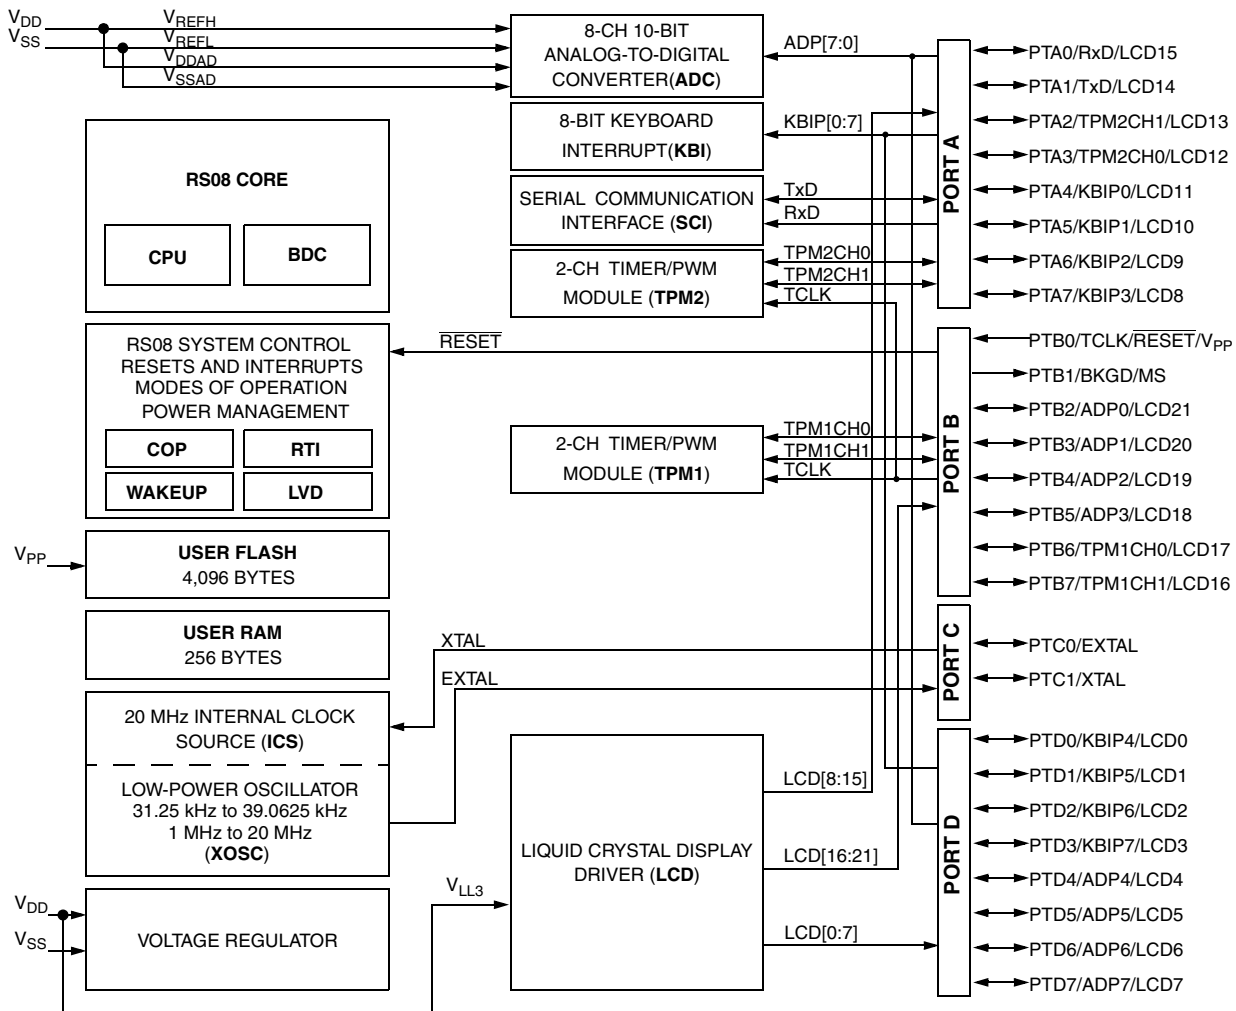 VDD
VSS
VREFH
VREFL
VDDAD
VSSAD
8-CH 10-BIT
ANALOG-TO-DIGITAL
CONVERTER(ADC)
ADP[7:0]
8-BIT KEYBOARD
INTERRUPT(KBI)
KBIP[0:7]
SERIAL COMMUNICATION
INTERFACE (SCI)
TxD
RxD
2-CH TIMER/PWM
MODULE (TPM2)
TPM2CH0
TPM2CH1
TCLK
PORT A
PTA0/RxD/LCD15
PTA1/TxD/LCD14
PTA2/TPM2CH1/LCD13
PTA3/TPM2CH0/LCD12
PTA4/KBIP0/LCD11
PTA5/KBIP1/LCD10
PTA6/KBIP2/LCD9
PTA7/KBIP3/LCD8
RS08 CORE
CPU
BDC
RS08 SYSTEM CONTROL
RESETS AND INTERRUPTS
MODES OF OPERATION
POWER MANAGEMENT
COP
RTI
WAKEUP
LVD
RESET
2-CH TIMER/PWM
MODULE (TPM1)
TPM1CH0
TPM1CH1
TCLK
PORT B
PTB0/TCLK/RESET/VPP
PTB1/BKGD/MS
PTB2/ADP0/LCD21
PTB3/ADP1/LCD20
PTB4/ADP2/LCD19
PTB5/ADP3/LCD18
PTB6/TPM1CH0/LCD17
PTB7/TPM1CH1/LCD16
VPP
USER FLASH
4,096 BYTES
USER RAM
256 BYTES
XTAL
EXTAL
PORT C
PTC0/EXTAL
PTC1/XTAL
20 MHz INTERNAL CLOCK
SOURCE (ICS)
LOW-POWER OSCILLATOR
31.25 kHz to 39.0625 kHz
1 MHz to 20 MHz
(XOSC)
LIQUID CRYSTAL DISPLAY
DRIVER (LCD)
LCD[8:15]
LCD[16:21]
LCD[0:7]
VLL3
PORT D
PTD0/KBIP4/LCD0
PTD1/KBIP5/LCD1
PTD2/KBIP6/LCD2
PTD3/KBIP7/LCD3
PTD4/ADP4/LCD4
PTD5/ADP5/LCD5
PTD6/ADP6/LCD6
PTD7/ADP7/LCD7
VDD
VSS
VOLTAGE REGULATOR